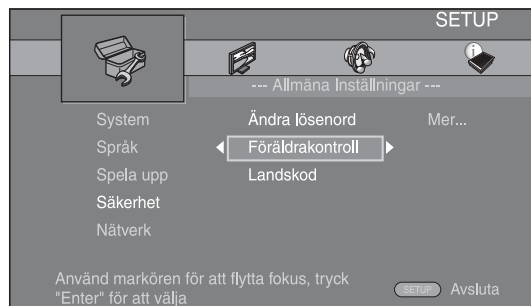 SETUP
--- Allmäna Inställningar ---
System
Ändra lösenord
Mer...
Språk
Föräldrakontroll
Spela upp
Landskod
Säkerhet
Nätverk
Använd markören för att flytta fokus, tryck
"Enter" för att välja
SETUP Avsluta